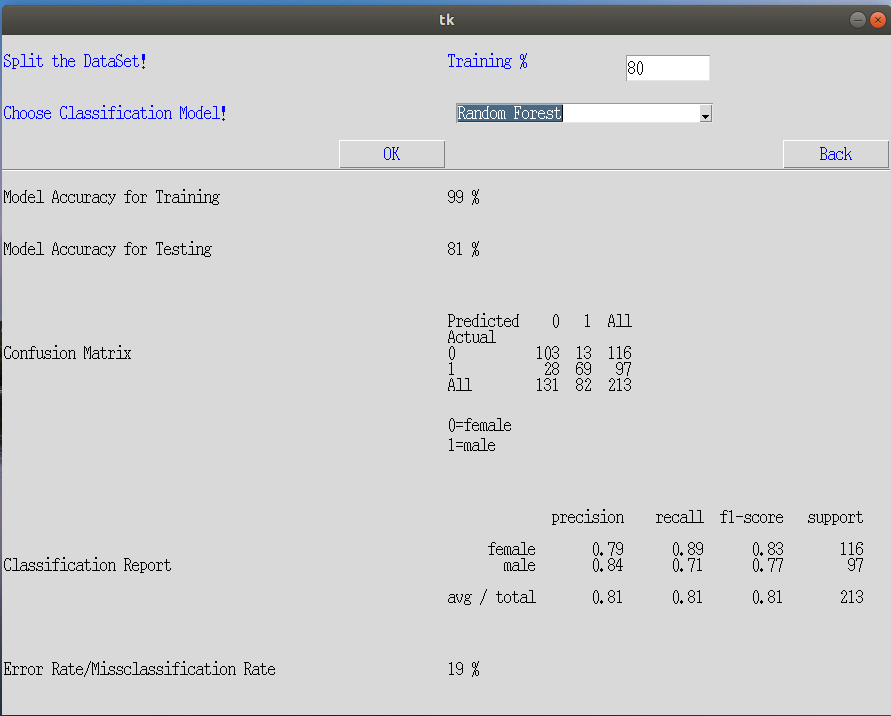 tk
Split the DataSet! Training % 80
Choose Classification Model! Random Forest
OK Back
Model Accuracy for Training 99 %
Model Accuracy for Testing 81 %
Predicted 0 1 All
Actual
Confusion Matrix 0 103 13 116
1 28 69 97
All 131 82 213
0=female
1=male
precision recall f1-score support
female 0.79 0.89 0.83 116
Classification Report male 0.84 0.71 0.77 97
avg / total 0.81 0.81 0.81 213
Error Rate/Missclassification Rate 19 %